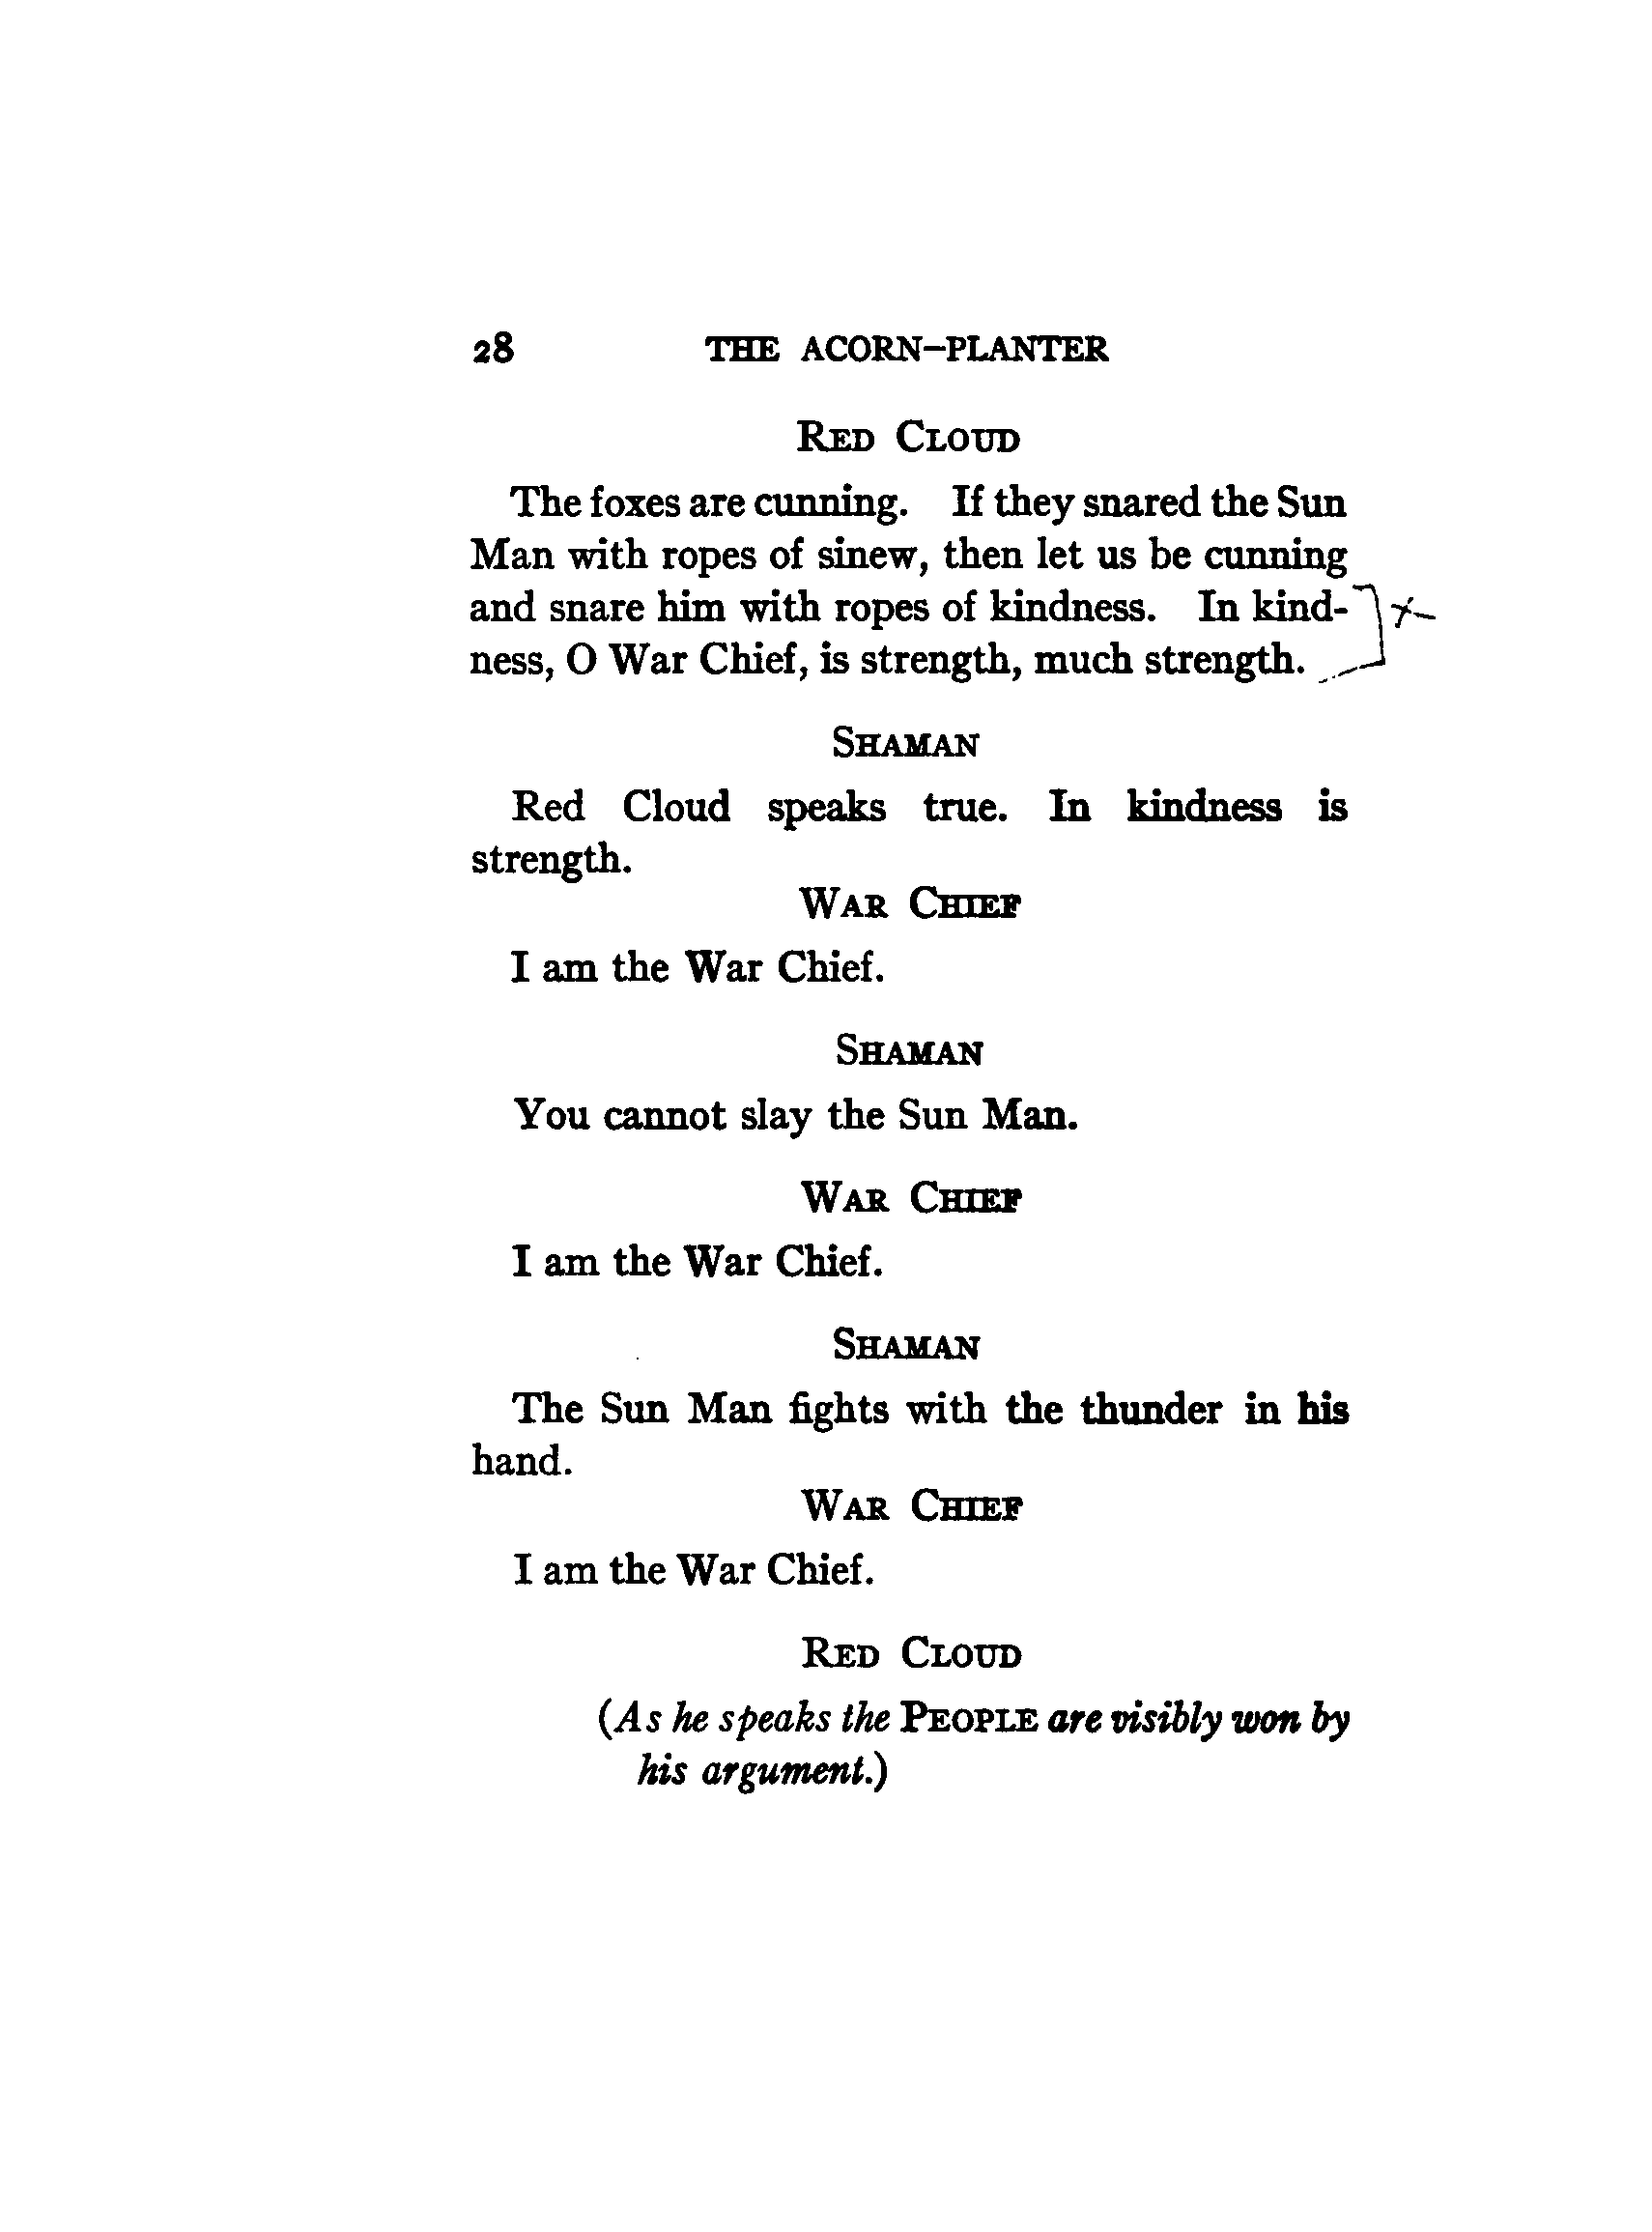 28 THE ACORN-PLANTER
RED CLOUD
The foxes are cunning. If they snared the Sun
Man with ropes of sinew, then let us be cunning
and snare him with ropes of kindness. In kind-
ness, O War Chief, is strength, much strength.
SHAMAN
Red Cloud speaks true. In kindness is
strength.
WAR CHIEF
I am the War Chief.
SHAMAN
You cannot slay the Sun Man.
WAR CHIEF
I am the War Chief.
SHAMAN
The Sun Man fights with the thunder in his
hand.
WAR CHIEF
I am the War Chief.
RED CLOUD
(As he speaks the PEOPLE are visibly won by
his argument.)